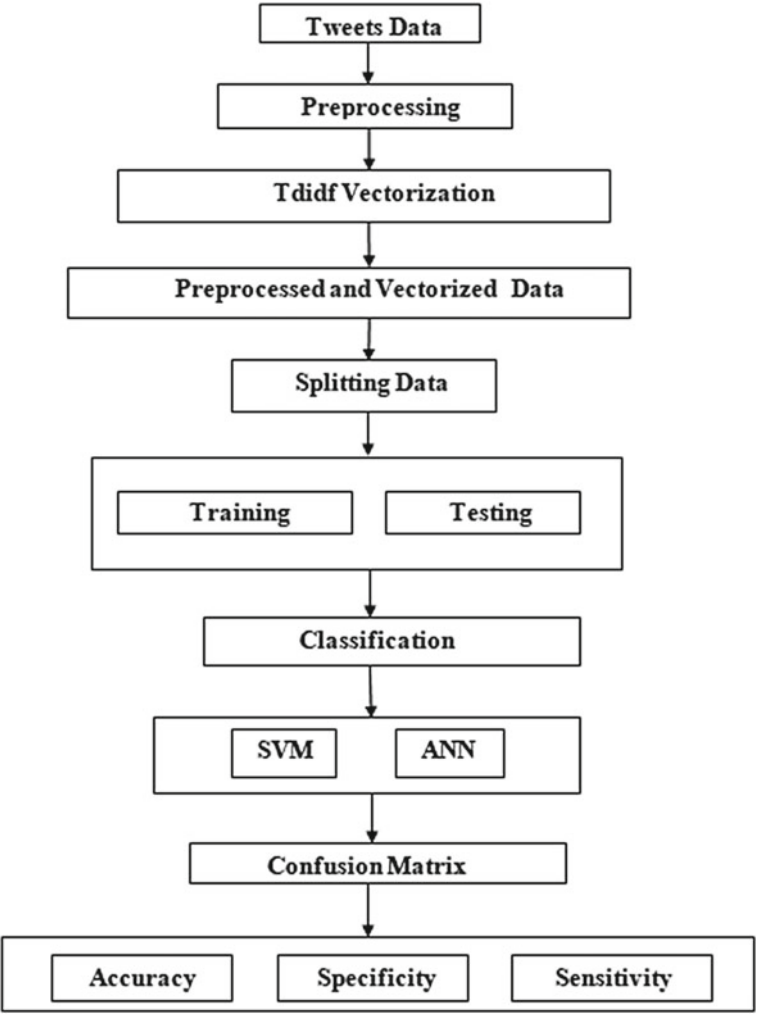 Tweets Data
Preprocessing
Tdidf Vectorization
Preprocessed and Vectorized Data
Splitting Data
Training Testing
Classification
SVM ANN
Confusion Matrix
Accuracy Specificity Sensitivity